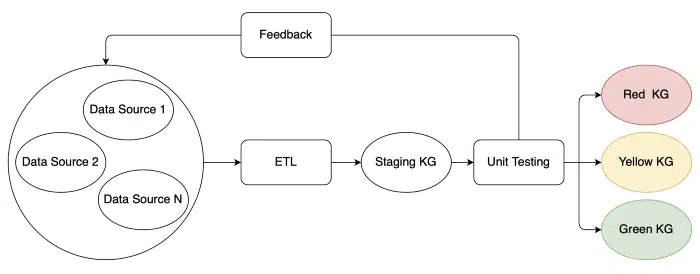 Feedback
Data Source 1
Data Source 2
Data Source N
ETL
Staging KG
Unit Testing
Red KG
Yellow KG
Green KG